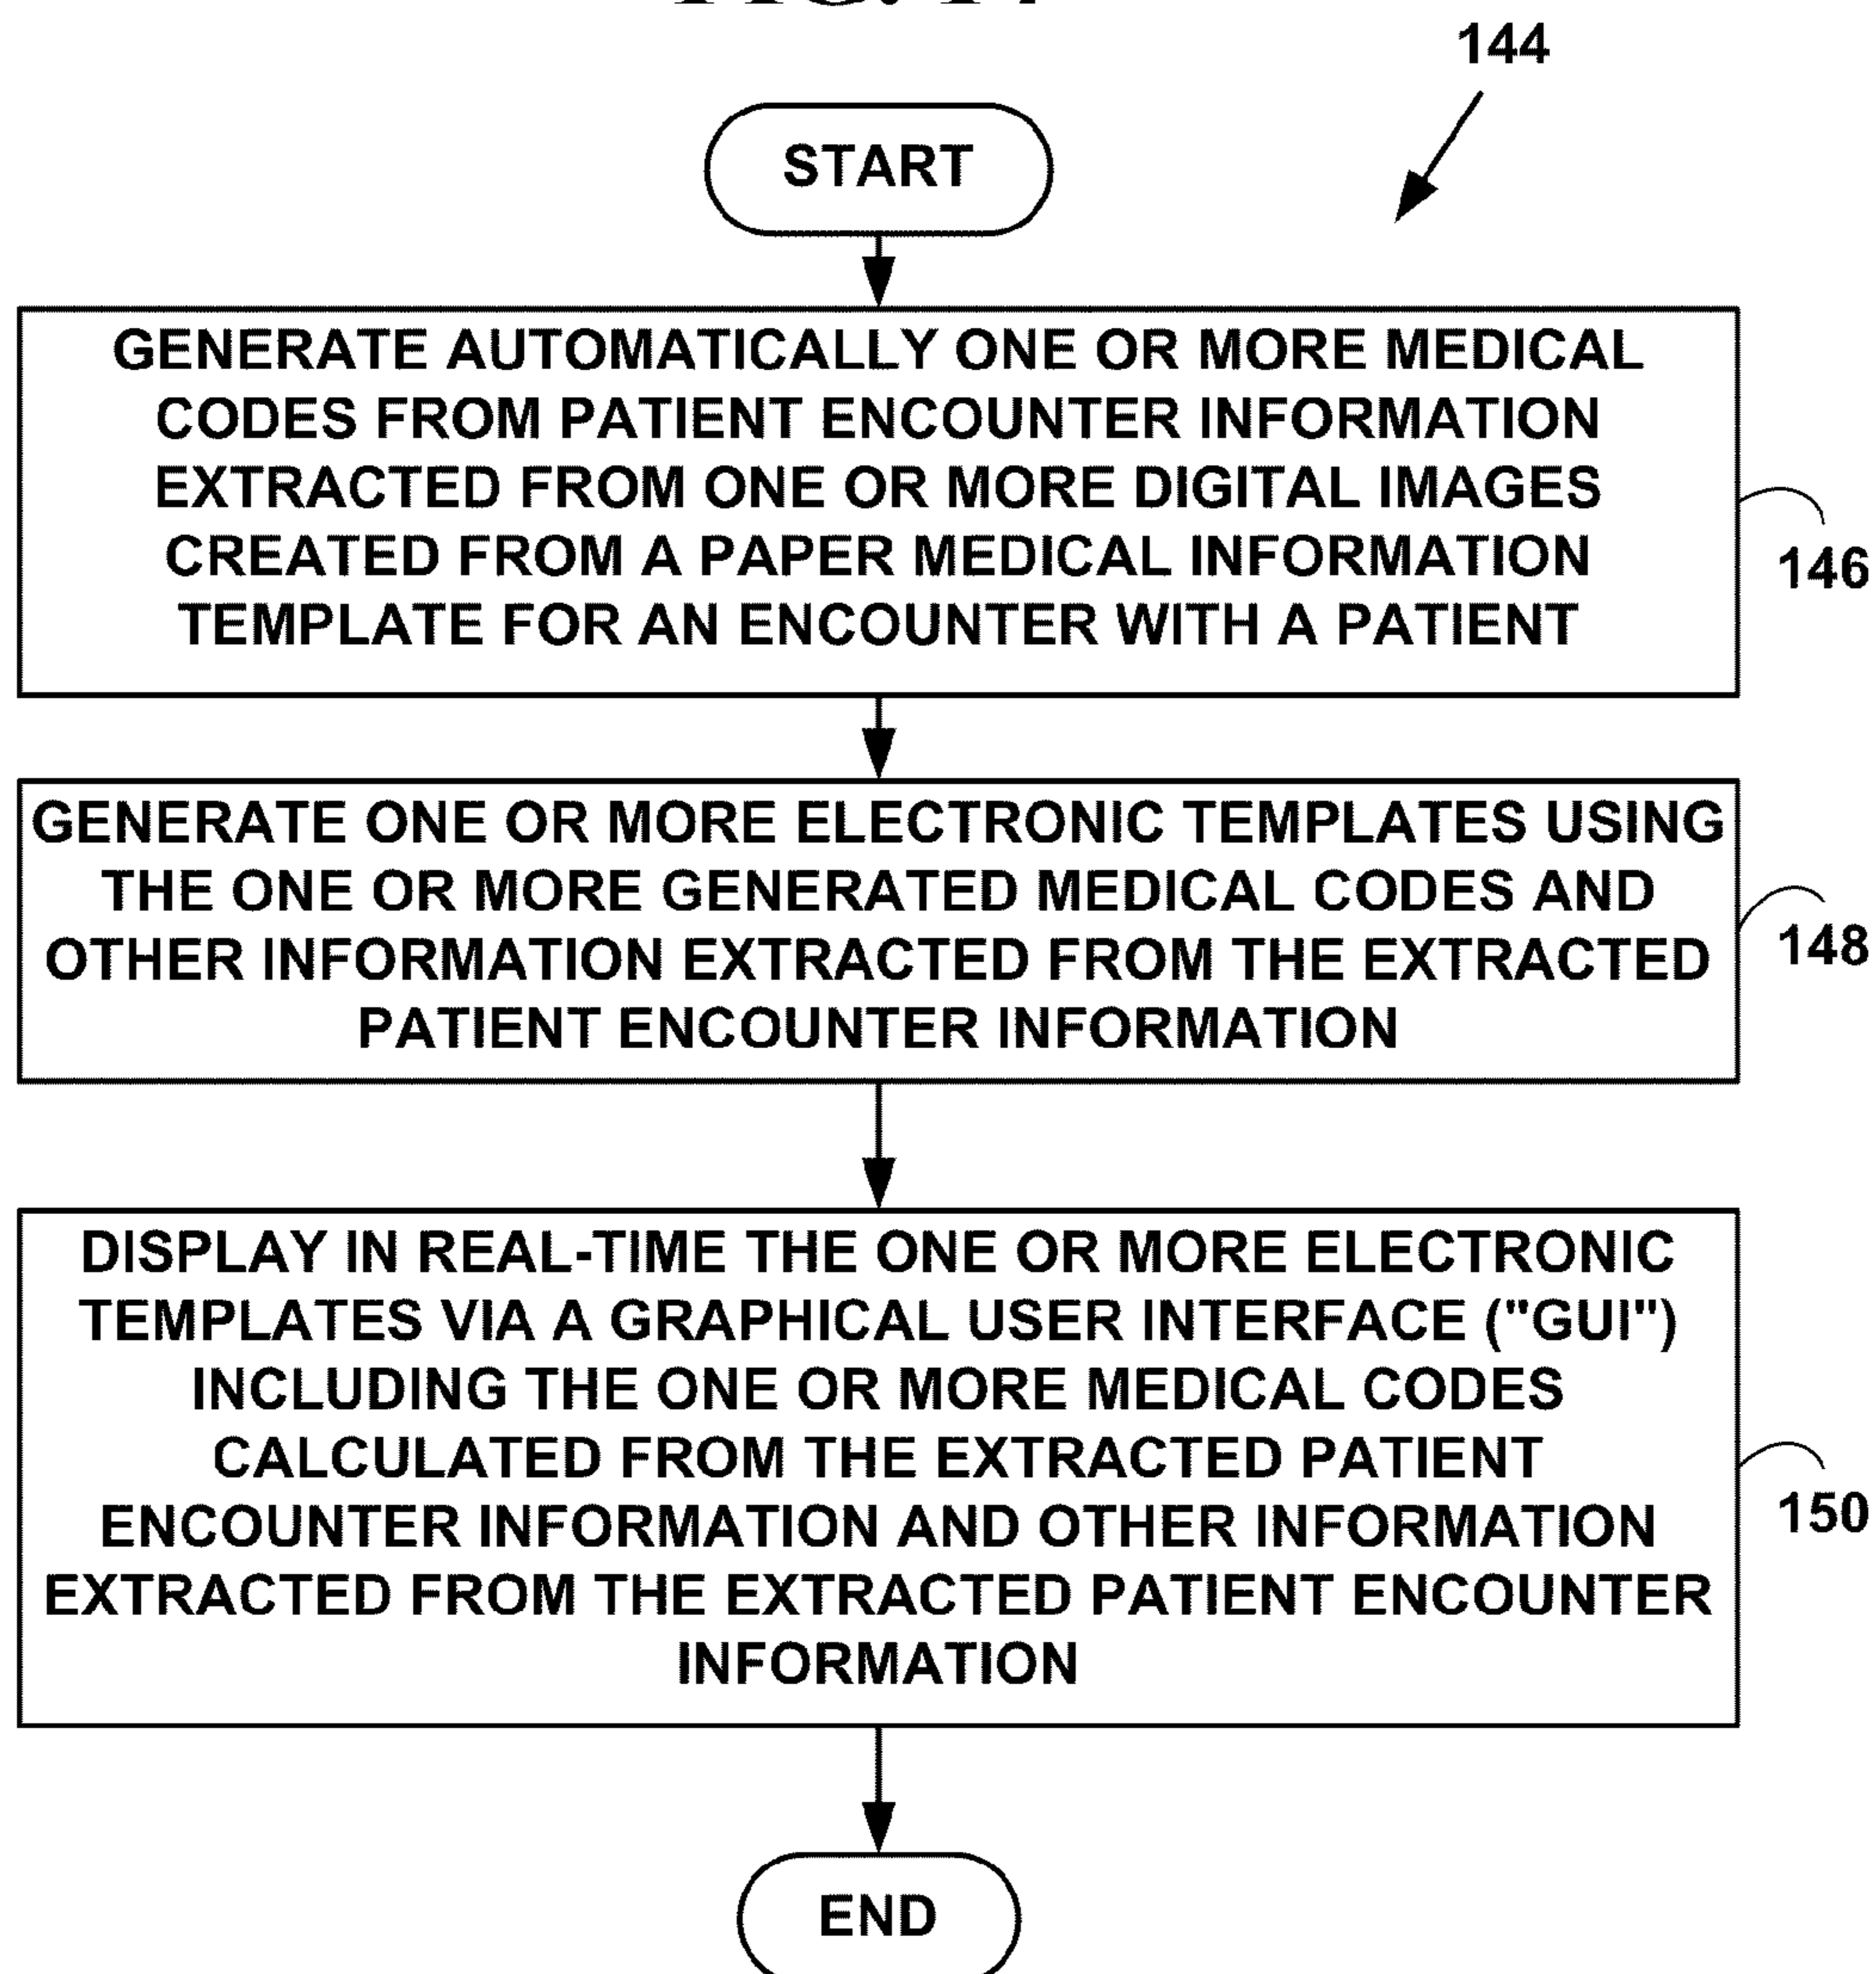 144
START
GENERATE AUTOMATICALLY ONE OR MORE MEDICAL
CODES FROM PATIENT ENCOUNTER INFORMATION
EXTRACTED FROM ONE OR MORE DIGITAL IMAGES
CREATED FROM A PAPER MEDICAL INFORMATION
TEMPLATE FOR AN ENCOUNTER WITH A PATIENT
146
GENERATE ONE OR MORE ELECTRONIC TEMPLATES USING
THE ONE OR MORE GENERATED MEDICAL CODES AND
OTHER INFORMATION EXTRACTED FROM THE EXTRACTED
PATIENT ENCOUNTER INFORMATION
148
DISPLAY IN REAL-TIME THE ONE OR MORE ELECTRONIC
TEMPLATES VIA A GRAPHICAL USER INTERFACE ("GUI")
INCLUDING THE ONE OR MORE MEDICAL CODES
CALCULATED FROM THE EXTRACTED PATIENT
ENCOUNTER INFORMATION AND OTHER INFORMATION
EXTRACTED FROM THE EXTRACTED PATIENT ENCOUNTER
INFORMATION
150
END